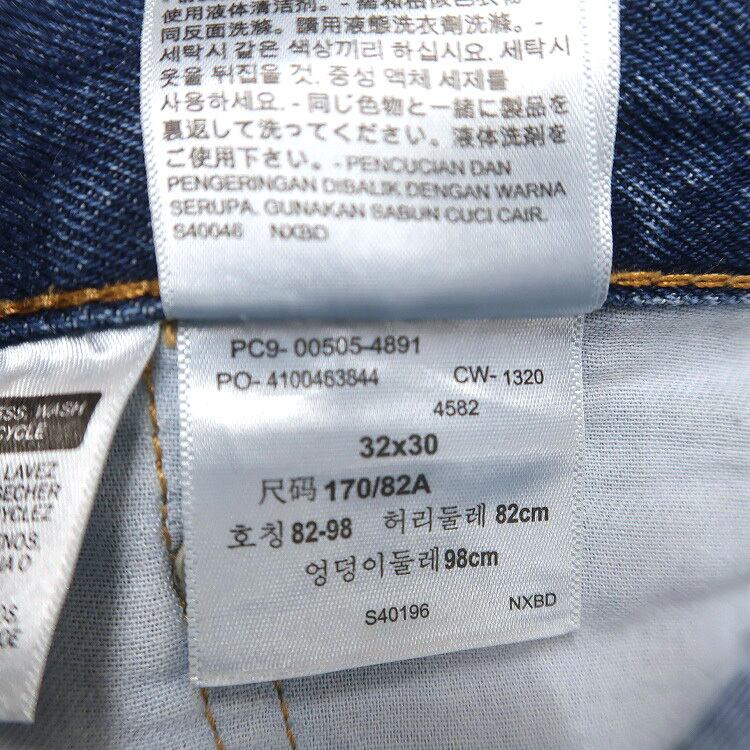 使用液体清洁剂。- 請和相似色衣物
同反面洗滌。請用液態洗衣劑洗滌。-
세탁시 같은 색상끼리 하십시요. 세탁시
옷을 뒤집을 것. 중성 액체 세제를
사용하세요. - 同じ色物と一緒に製品を
裏返して洗ってください。液体洗剤を
ご使用下さい。- PENCUCIAN DAN
PENGERINGAN DIBALIK DENGAN WARNA
SERUPA. GUNAKAN SABUN CUCI CAIR.
S40046 NXBD
PC9- 00505-4891
PO- 4100463844 CW- 1320
4582
32x30
尺码 170/82A
호칭 82-98 허리둘레 82cm
엉덩이둘레 98cm
S40196 NXBD
WASH
CYCLE
LAVEZ
SECHER
CYCLEZ